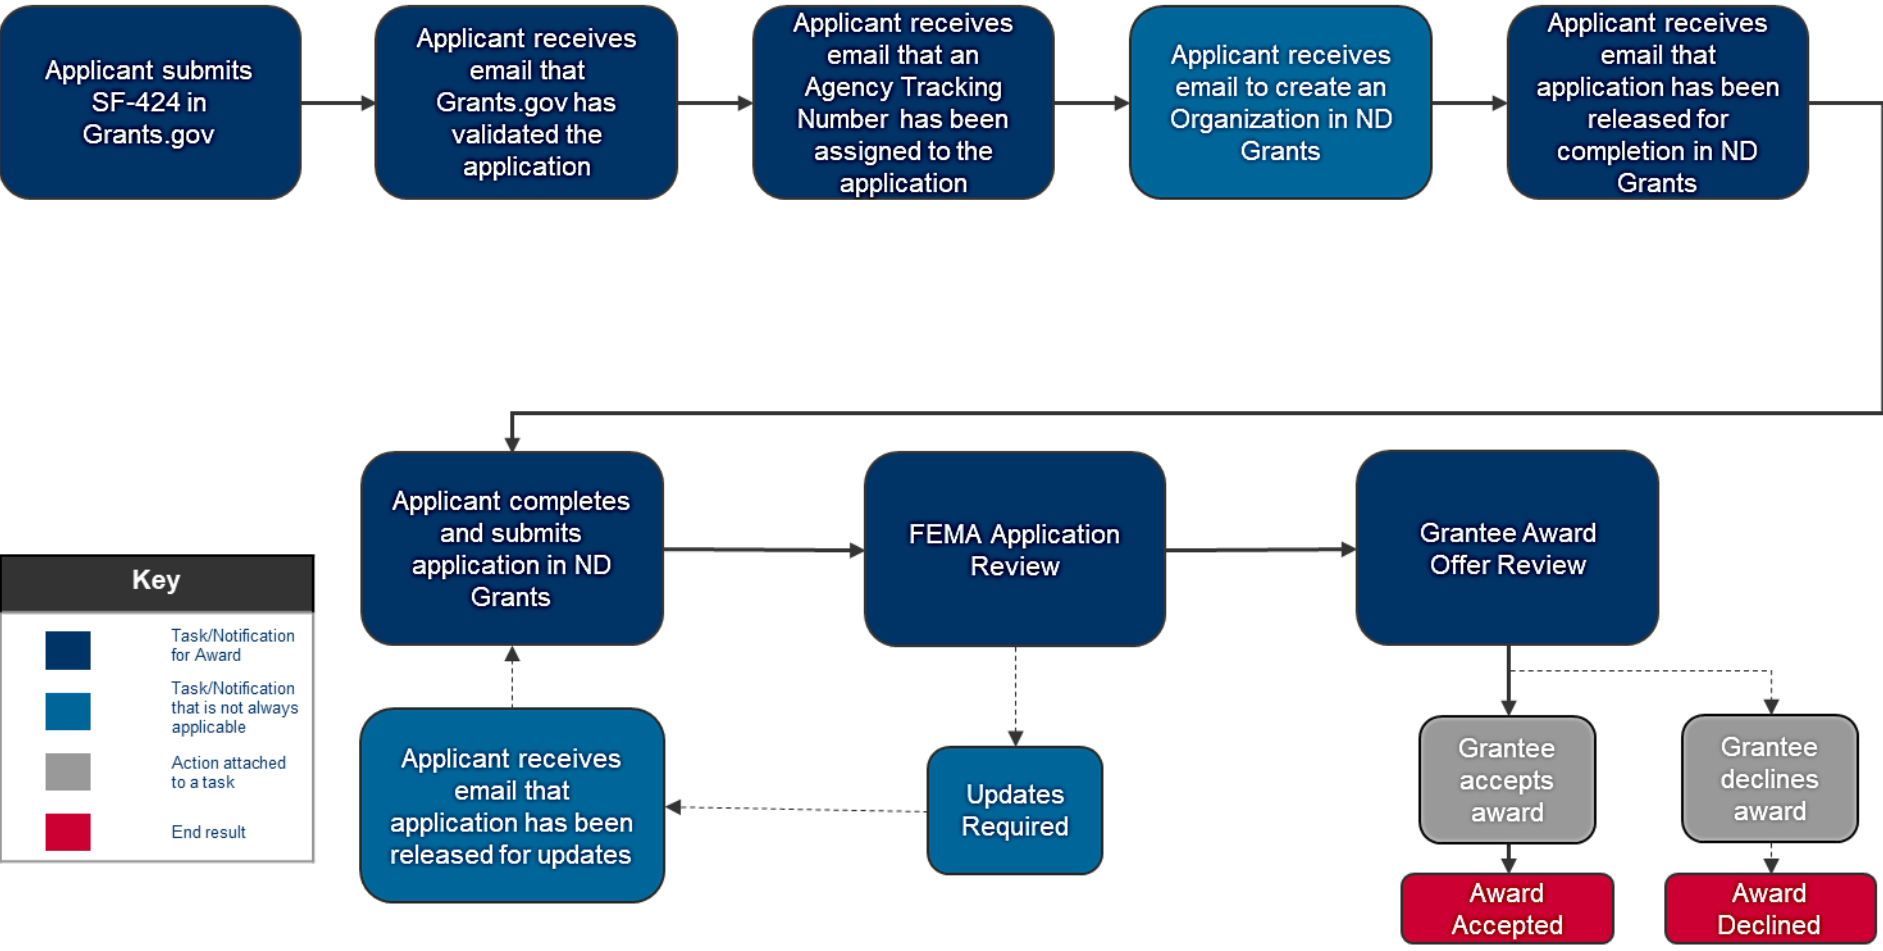 Applicant submits
SF-424 in
Grants.gov
Applicant receives
email that
Grants.gov has
validated the
application
Applicant receives
email that an
Agency Tracking
Number has been
assigned to the
application
Applicant receives
email to create an
Organization in ND
Grants
Applicant receives
email that
application has been
released for
completion in ND
Grants
Applicant completes
and submits
application in ND
Grants
FEMA Application
Review
Grantee Award
Offer Review
Key
Task/Notification
for Award
Task/Notification
that is not always
applicable
Action attached
to a task
End result
Applicant receives
email that
application has been
released for updates
Updates
Required
Grantee
accepts
award
Grantee
declines
award
Award
Accepted
Award
Declined